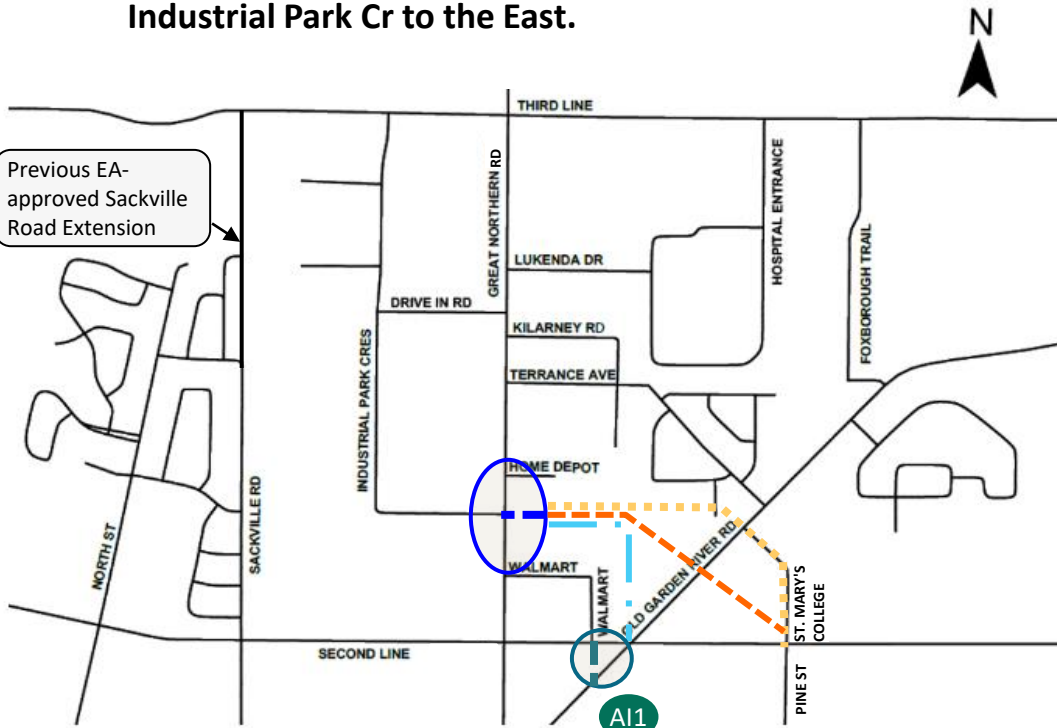 Industrial Park Cr to the East.
N
THIRD LINE
Previous EA-
approved Sackville
Road Extension
GREAT NORTHERN RD
HOSPITAL ENTRANCE
FOXBOROUGH TRAIL
LUKENDA DR
DRIVE IN RD
KILARNEY RD
INDUSTRIAL PARK CRES
TERRANCE AVE
HOME DEPOT
SACKVILLE RD
NORTH ST
WALMART
WALMART
OLD GARDEN RIVER RD
ST. MARY'S
COLLEGE
SECOND LINE
PINE ST
AI1